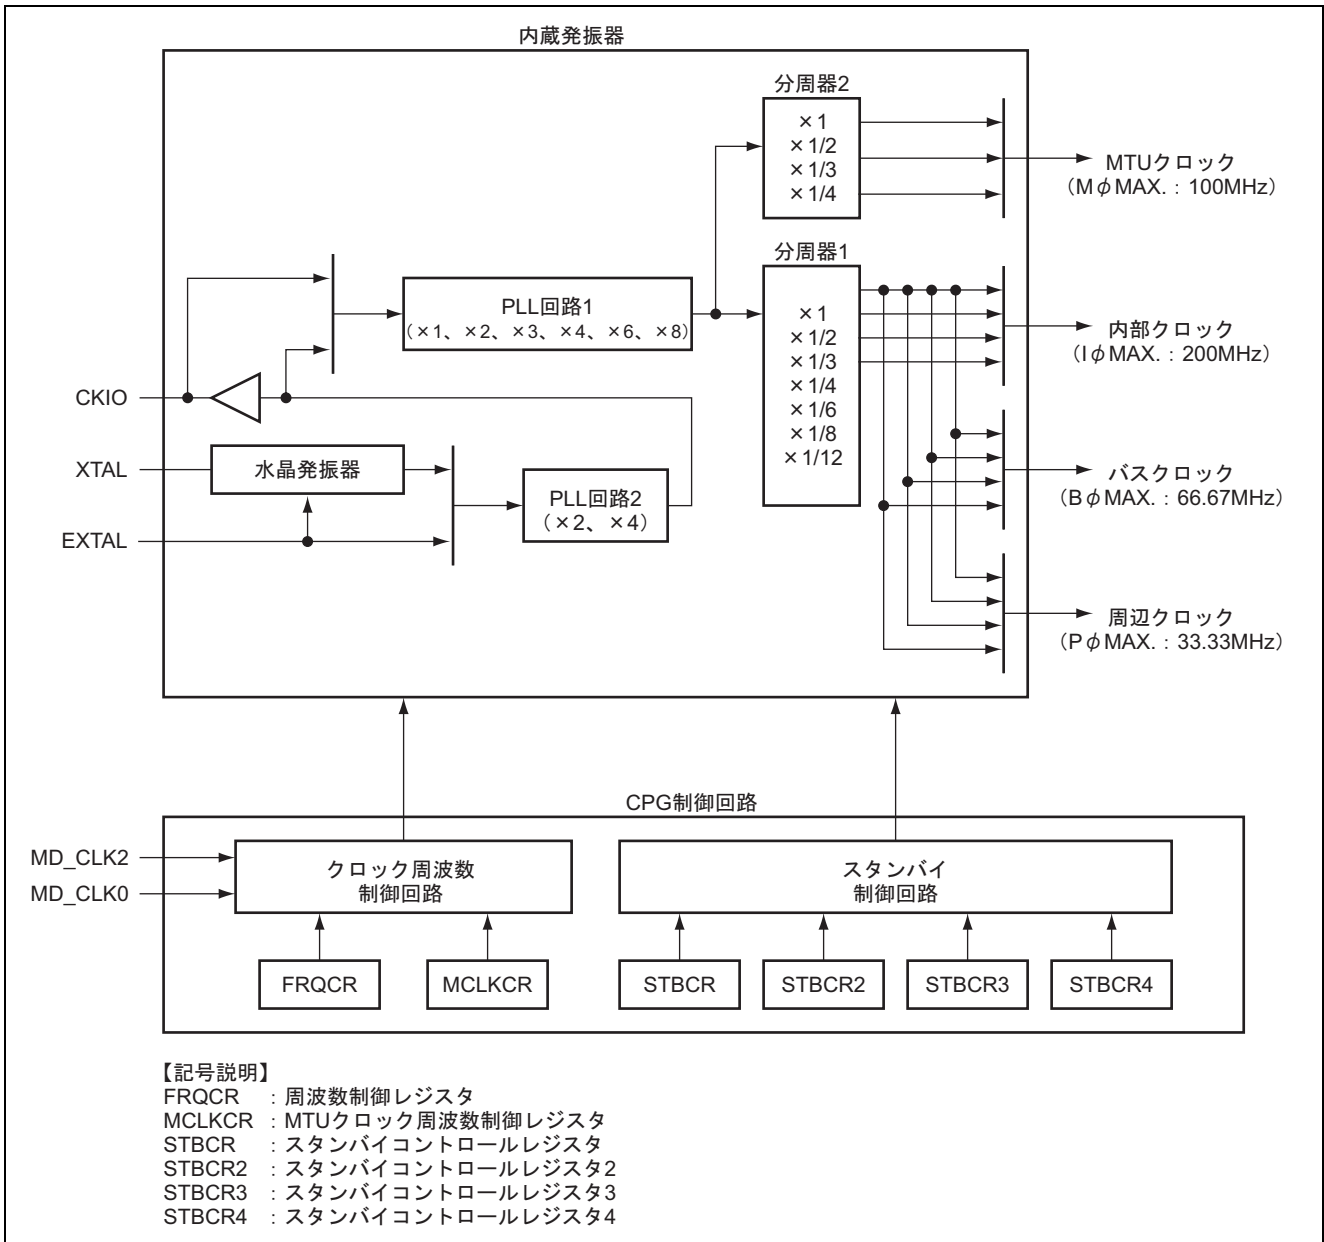 内蔵発振器
分周器2
×1
×1/2
×1/3
×1/4
MTUクロック
（MφMAX.：100MHz）
分周器1
×1
×1/2
×1/3
×1/4
×1/6
×1/8
×1/12
PLL回路1
（×1、×2、×3、×4、×6、×8）
内部クロック
（IφMAX.：200MHz）
CKIO
XTAL
水晶発振器
PLL回路2
（×2、×4）
バスクロック
（BφMAX.：66.67MHz）
EXTAL
周辺クロック
（PφMAX.：33.33MHz）
CPG制御回路
MD_CLK2
MD_CLK0
クロック周波数
制御回路
スタンバイ
制御回路
FRQCR
MCLKCR
STBCR
STBCR2
STBCR3
STBCR4
【記号説明】
FRQCR ：周波数制御レジスタ
MCLKCR ：MTUクロック周波数制御レジスタ
STBCR ：スタンバイコントロールレジスタ
STBCR2 ：スタンバイコントロールレジスタ2
STBCR3 ：スタンバイコントロールレジスタ3
STBCR4 ：スタンバイコントロールレジスタ4